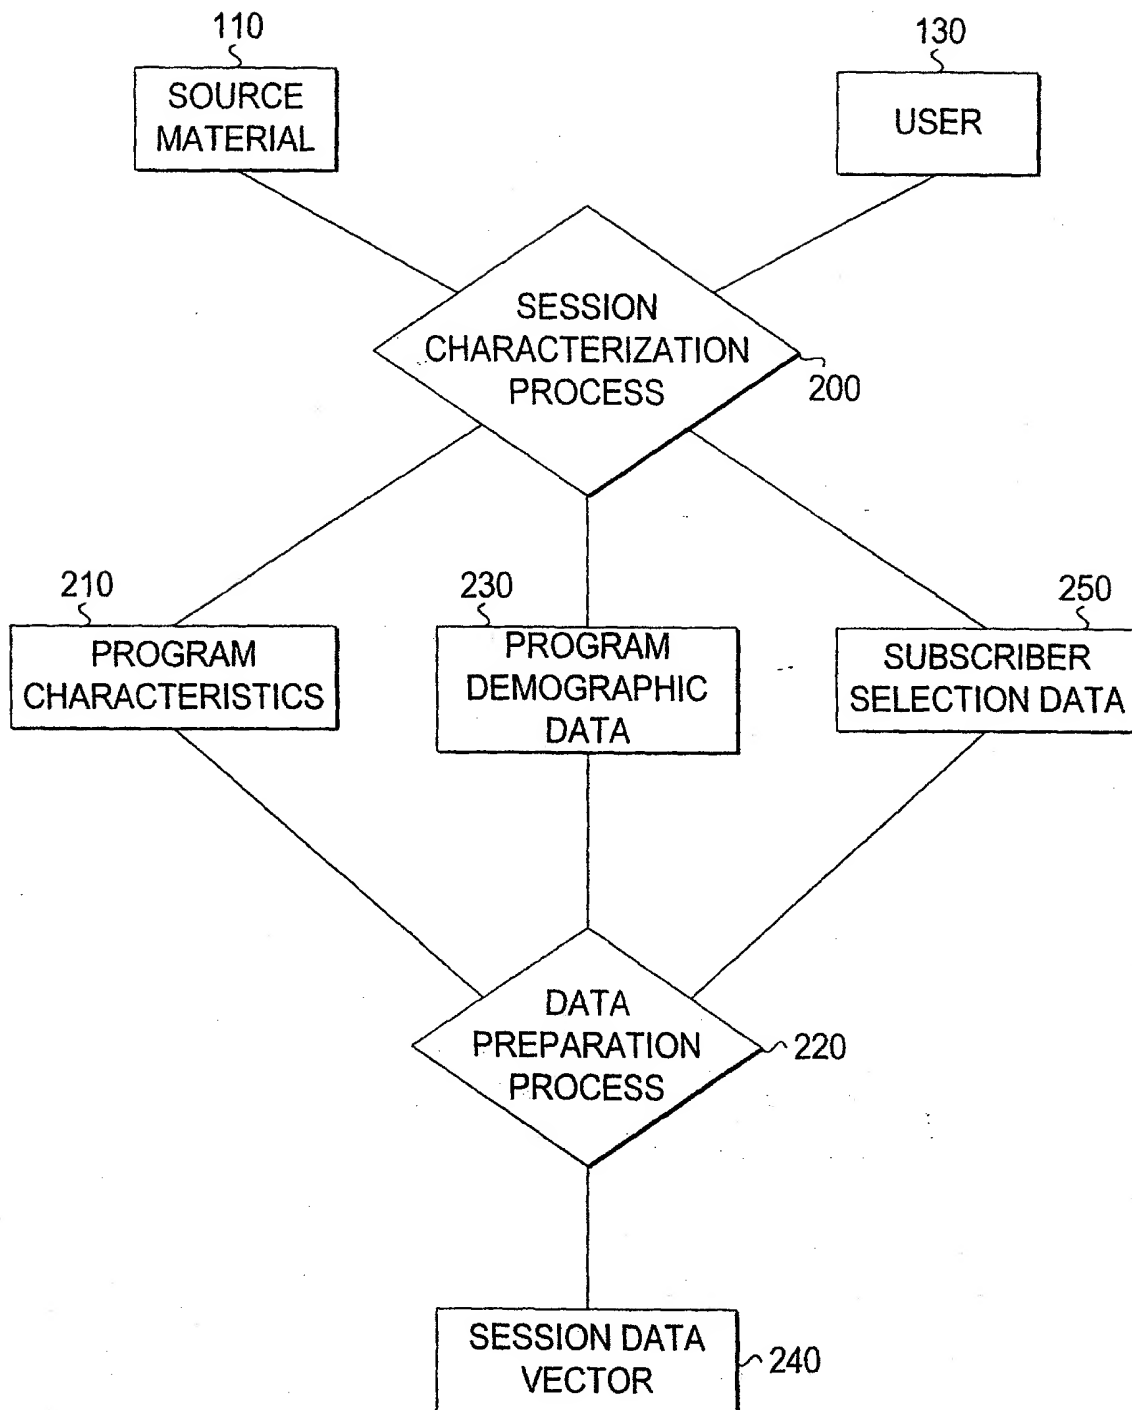 110
SOURCE
MATERIAL
130
USER
SESSION
CHARACTERIZATION
PROCESS
200
210
PROGRAM
CHARACTERISTICS
230
PROGRAM
DEMOGRAPHIC
DATA
250
SUBSCRIBER
SELECTION DATA
DATA
PREPARATION
PROCESS
220
SESSION DATA
VECTOR
240